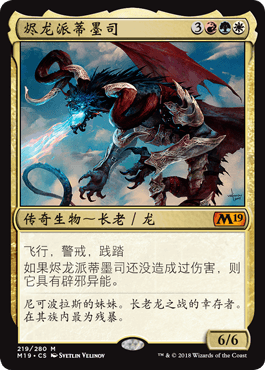 烬龙派蒂墨司 3
传奇生物~长老／龙 M19
飞行，警戒，践踏
如果烬龙派蒂墨司还没造成过伤害，则
它具有辟邪异能。
尼可波拉斯的妹妹。长老龙之战的幸存者。
在其族内最为残暴。
6/6
219/280 M
M19 • CS SVETLIN VELINOV
™ & © 2018 Wizards of the Coast